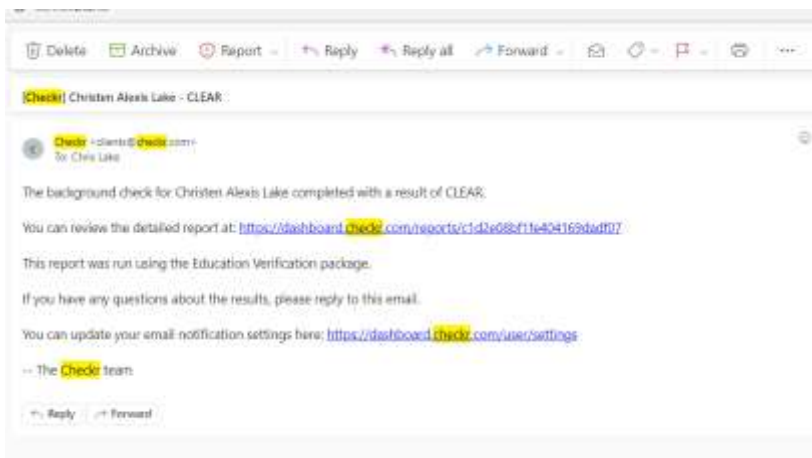 Delete Archive Report Reply Reply all Forward
[Checkr] Christen Alexis Lake - CLEAR
Checkr <clients@checkr.com>
To: Chris Lake
The background check for Christen Alexis Lake completed with a result of CLEAR.
You can review the detailed report at: https://dashboard.checkr.com/reports/c1d2e08bf1fe404169dadf07
This report was run using the Education Verification package.
If you have any questions about the results, please reply to this email.
You can update your email notification settings here: https://dashboard.checkr.com/user/settings
-- The Checkr team
Reply Forward